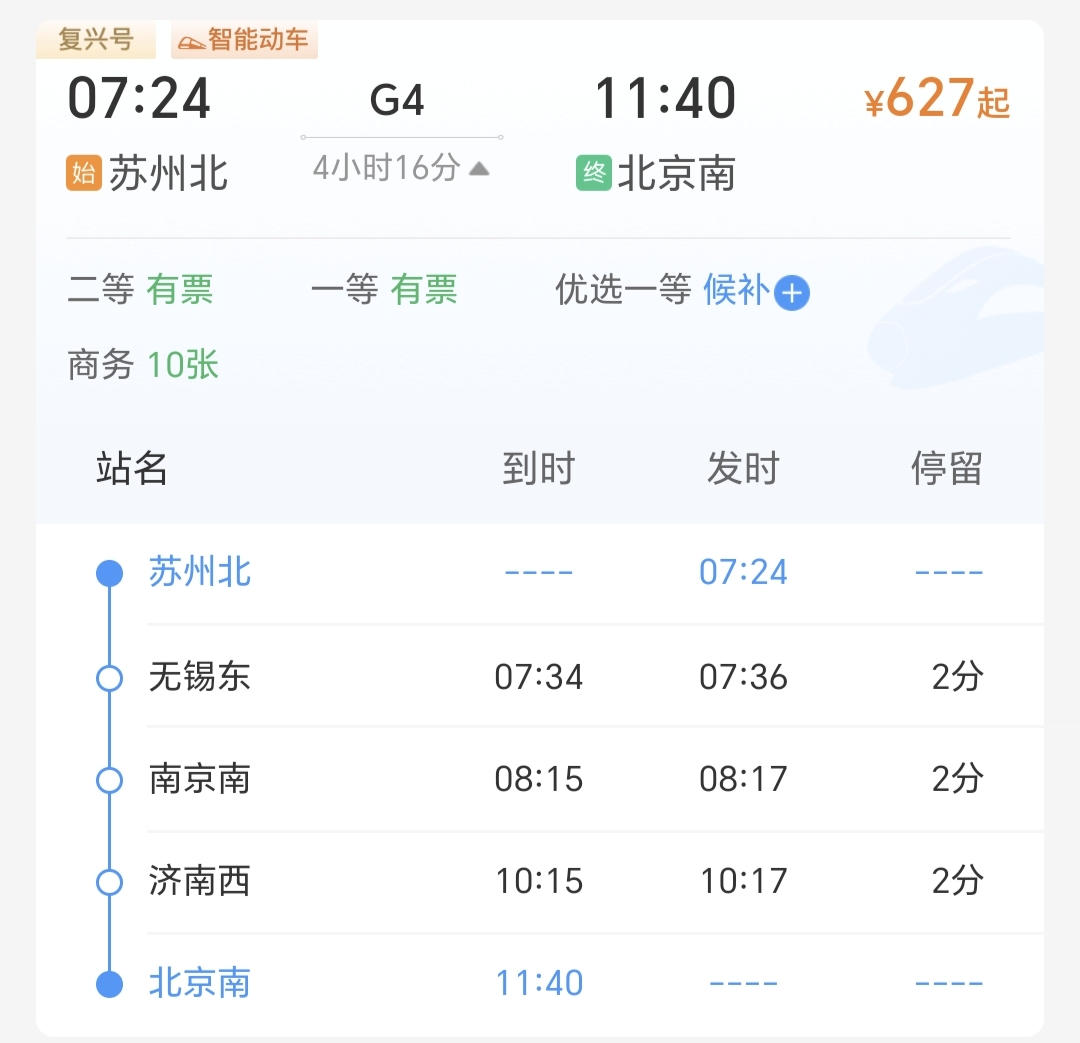 复兴号 智能动车
07:24 G4 11:40 ¥627起
始 苏州北 4小时16分 终 北京南
二等 有票 一等 有票 优选一等 候补
商务 10张
站名 到时 发时 停留
苏州北 ---- 07:24 ----
无锡东 07:34 07:36 2分
南京南 08:15 08:17 2分
济南西 10:15 10:17 2分
北京南 11:40 ---- ----